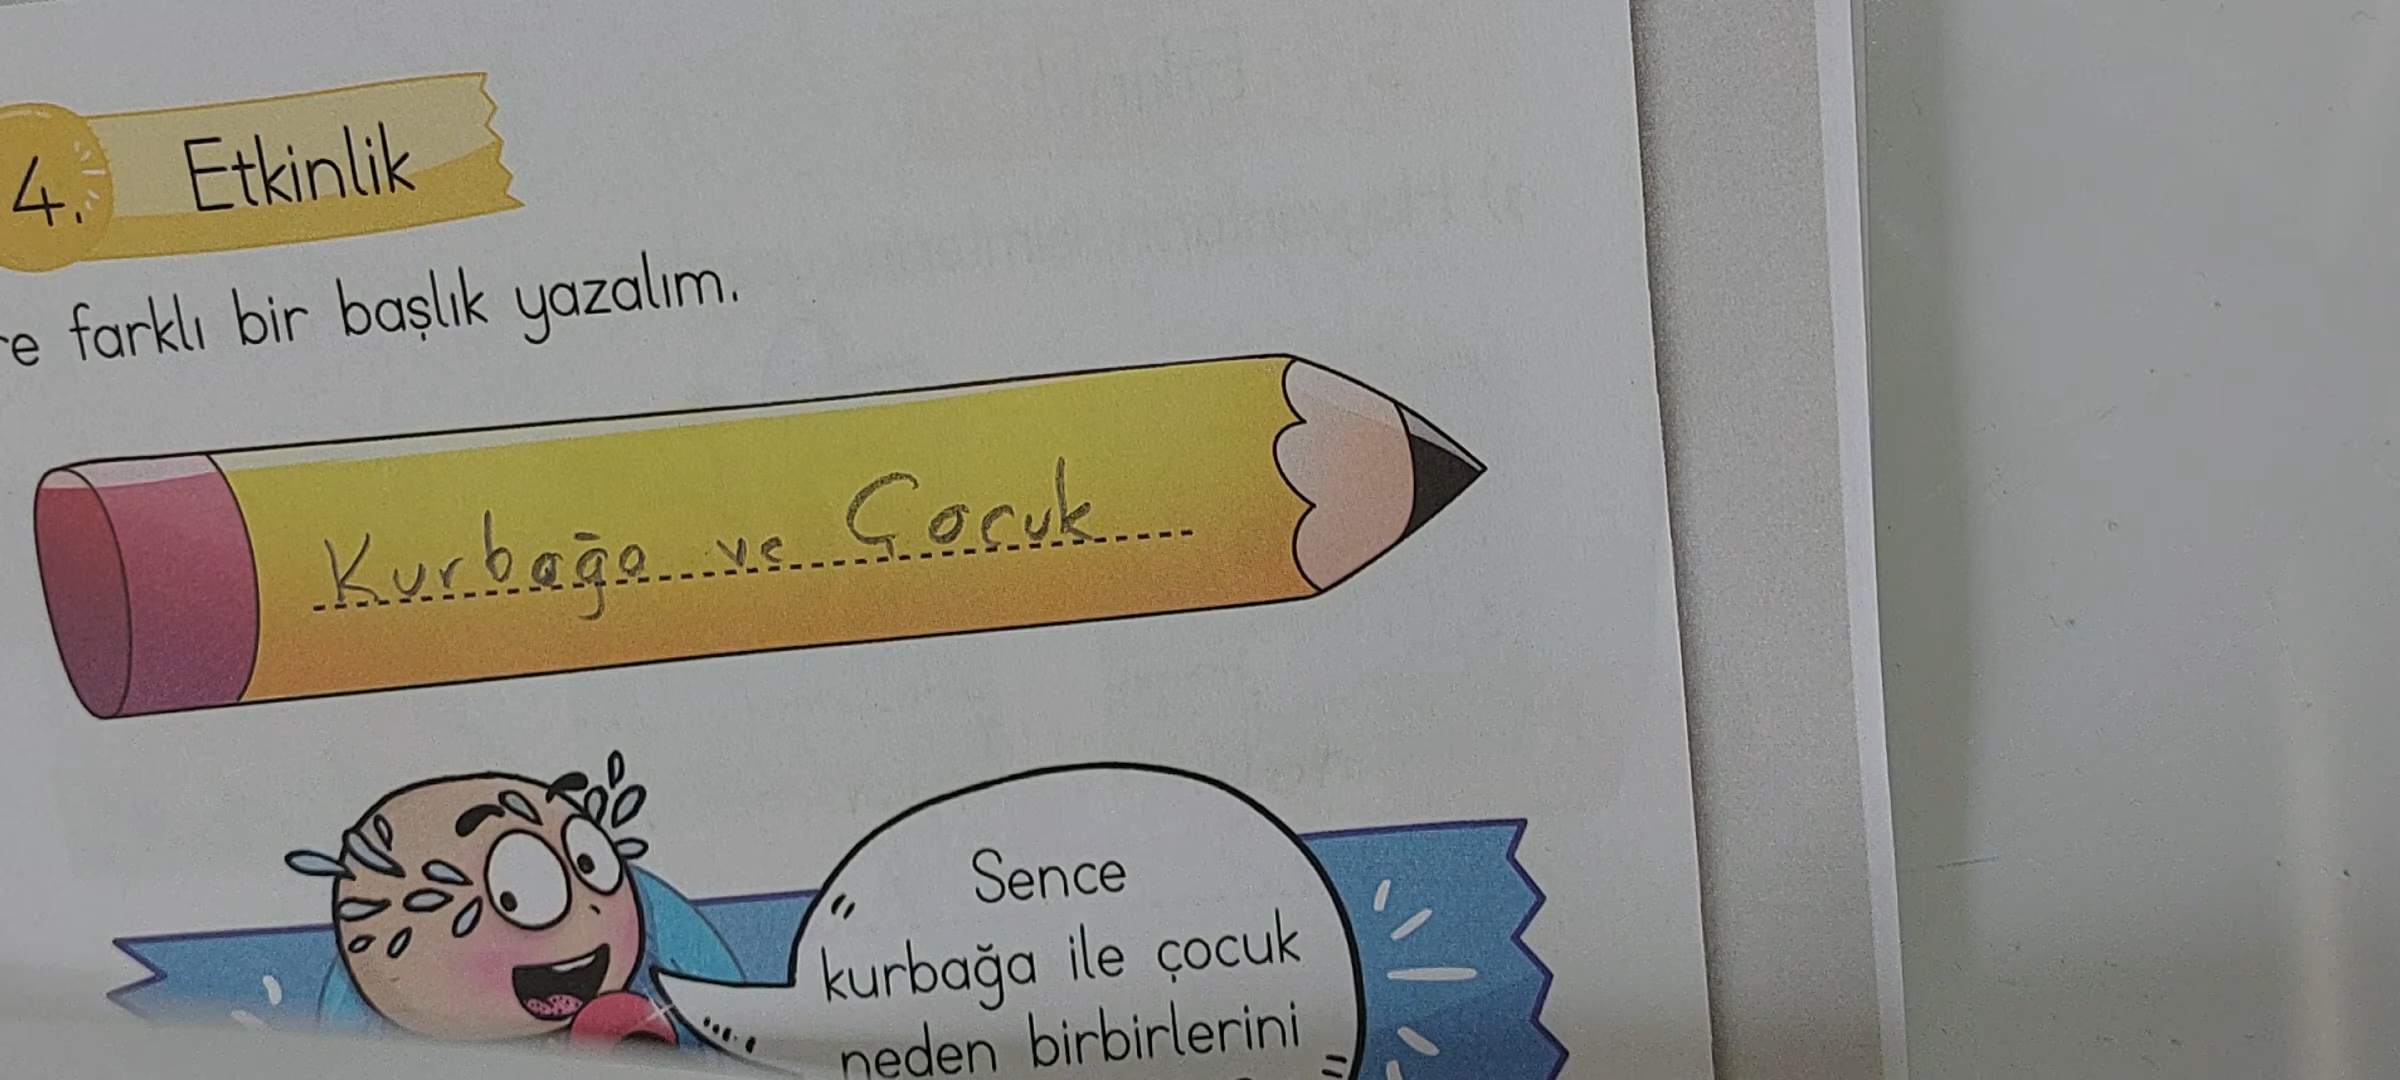 4. Etkinlik
farklı bir başlık yazalım.
Kurbağa ve Çocuk
Sence
kurbağa ile çocuk
neden birbirlerini